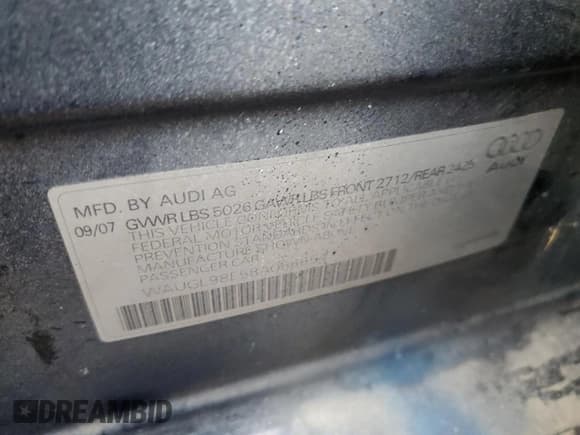 MFD. BY AUDI AG
09/07 GVWR LBS 5026 GAWR LBS FRONT 2712/REAR 2425
THIS VEHICLE CONFORMS TO ALL APPLICABLE
FEDERAL MOTOR VEHICLE SAFETY BUMPER AND THEFT
PREVENTION STANDARDS IN EFFECT ON THE DATE OF
MANUFACTURE SHOWN ABOVE.
PASSENGER CAR
Audi
DREAMBID